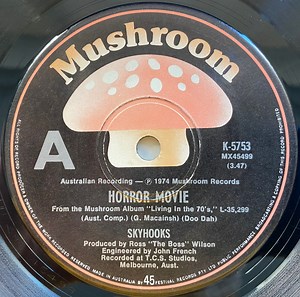 Mushroom
A
K-5753
MX45499
(3.47)
Australian Recording — ℗ 1974 Mushroom Records
HORROR MOVIE
From the Mushroom Album "Living in the 70's," L-35,299
(Aust. Comp.) (G. Macainsh) (Doo Dah)
SKYHOOKS
Produced by Ross "The Boss" Wilson
Engineered by John French
Recorded at T.C.S. Studios,
Melbourne, Aust.
45